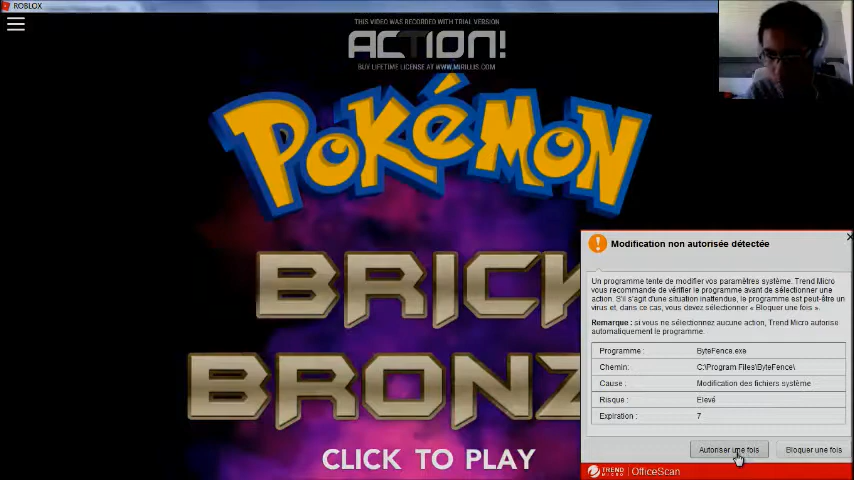 ROBLOX
THIS VIDEO WAS RECORDED WITH TRIAL VERSION
ACTION!
BUY LIFETIME LICENSE AT WWW.MIRILLIS.COM
POKéMON
BRICK
BRONZ
CLICK TO PLAY
Modification non autorisée détectée
Un programme tente de modifier vos paramètres système. Trend Micro
vous recommande de vérifier le programme avant de sélectionner une
action. S'il s'agit d'une situation inattendue, le programme est peut-être un
virus et, dans ce cas, vous devez sélectionner « Bloquer une fois ».
Remarque : si vous ne sélectionnez aucune action, Trend Micro autorise
automatiquement le programme.
Programme : ByteFence.exe
Chemin: C:\Program Files\ByteFence\
Cause : Modification des fichiers système
Risque : Elevé
Expiration : 7
Autoriser une fois Bloquer une fois
TREND MICRO OfficeScan